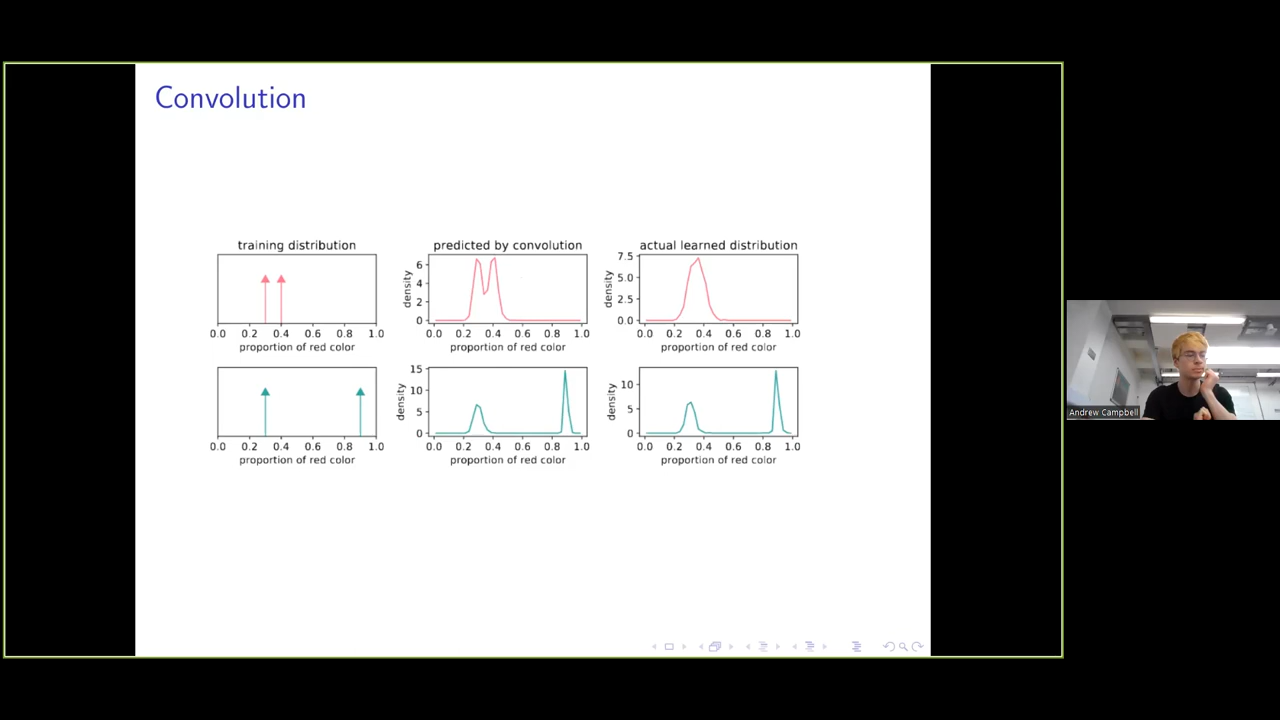 Convolution
training distribution
predicted by convolution
actual learned distribution
density
6
4
2
0
density
7.5
5.0
2.5
0.0
0.0 0.2 0.4 0.6 0.8 1.0
0.0 0.2 0.4 0.6 0.8 1.0
0.0 0.2 0.4 0.6 0.8 1.0
proportion of red color
proportion of red color
proportion of red color
density
15
10
5
0
density
10
5
0
0.0 0.2 0.4 0.6 0.8 1.0
0.0 0.2 0.4 0.6 0.8 1.0
0.0 0.2 0.4 0.6 0.8 1.0
proportion of red color
proportion of red color
proportion of red color
Andrew Campbell